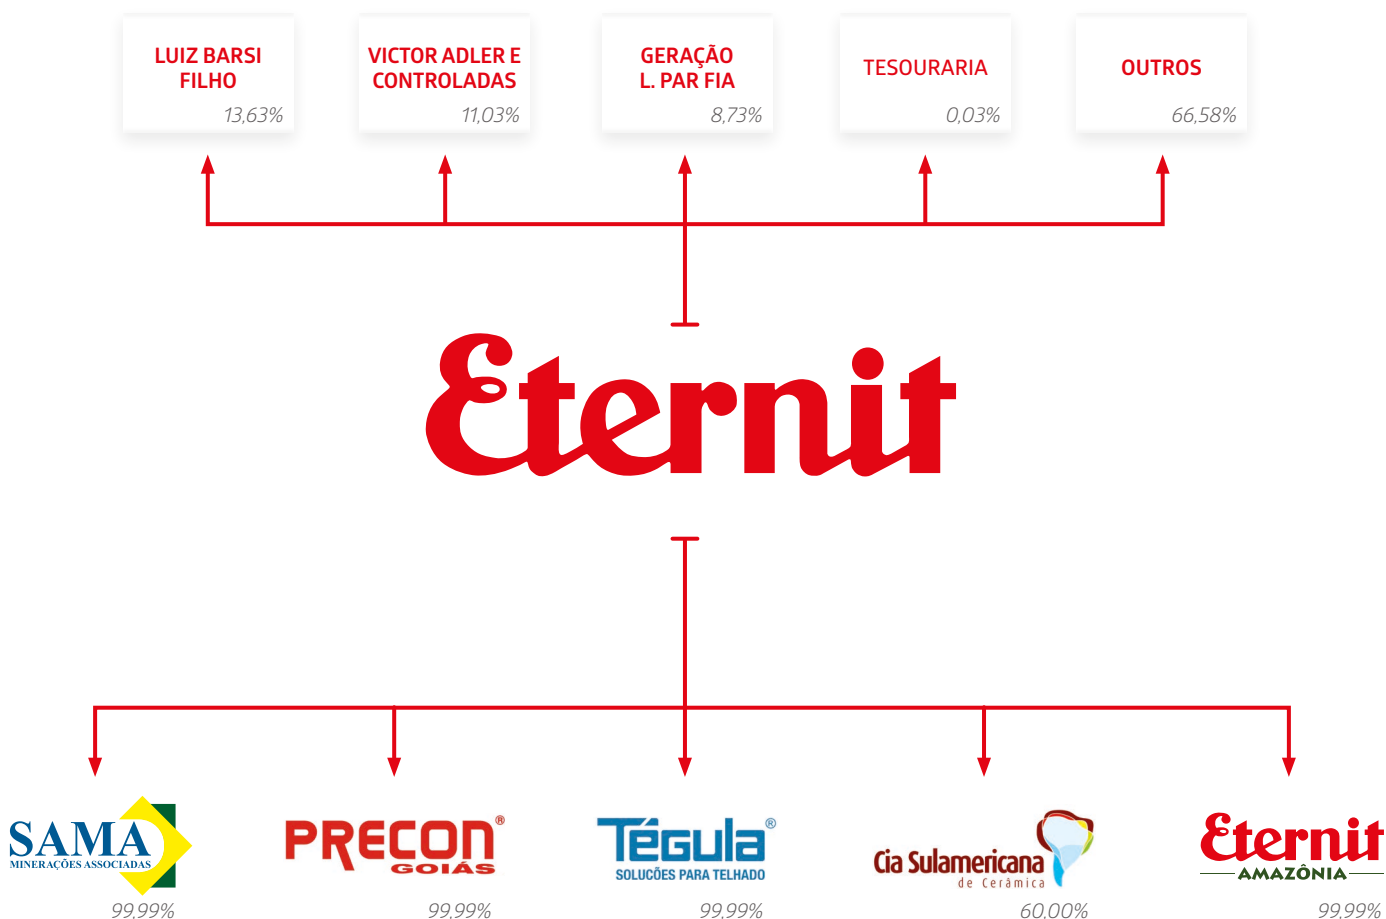 LUIZ BARSI
FILHO
13,63%
VICTOR ADLER E
CONTROLADAS
11,03%
GERAÇÃO
L. PAR FIA
8,73%
TESOURARIA
0,03%
OUTROS
66,58%
Eternit
SAMA
MINERAÇÕES ASSOCIADAS
99,99%
PRECON®
GOIÁS
99,99%
Tégula®
SOLUCÕES PARA TELHADO
99,99%
Cia Sulamericana
de Cerâmica
60,00%
Eternit
AMAZÔNIA
99,99%